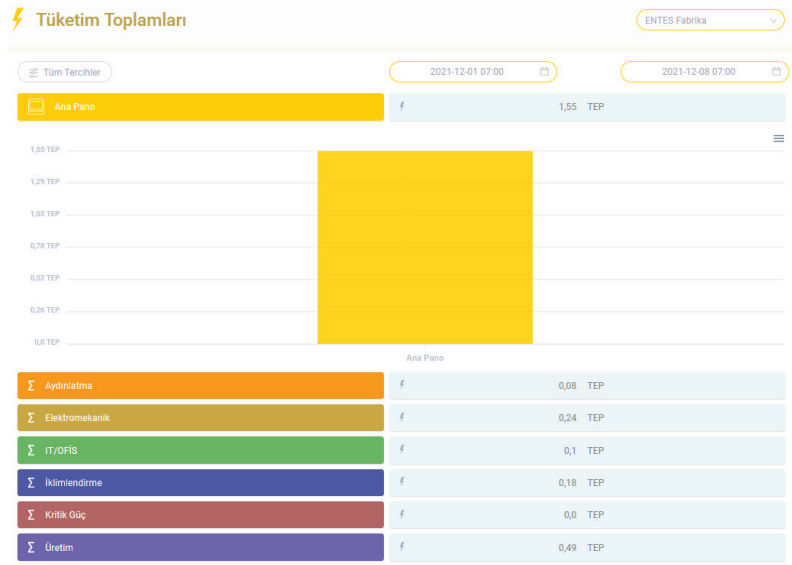 Tüketim Toplamları
ENTES Fabrika
Tüm Tercihler
2021-12-01 07:00
2021-12-08 07:00
Ana Pano
1,55 TEP
1,55 TEP
1,29 TEP
1,03 TEP
0,78 TEP
0,52 TEP
0,26 TEP
0,0 TEP
Ana Pano
Σ Aydınlatma 0,08 TEP
Σ Elektromekanik 0,24 TEP
Σ IT/OFİS 0,1 TEP
Σ İklimlendirme 0,18 TEP
Σ Kritik Güç 0,0 TEP
Σ Üretim 0,49 TEP